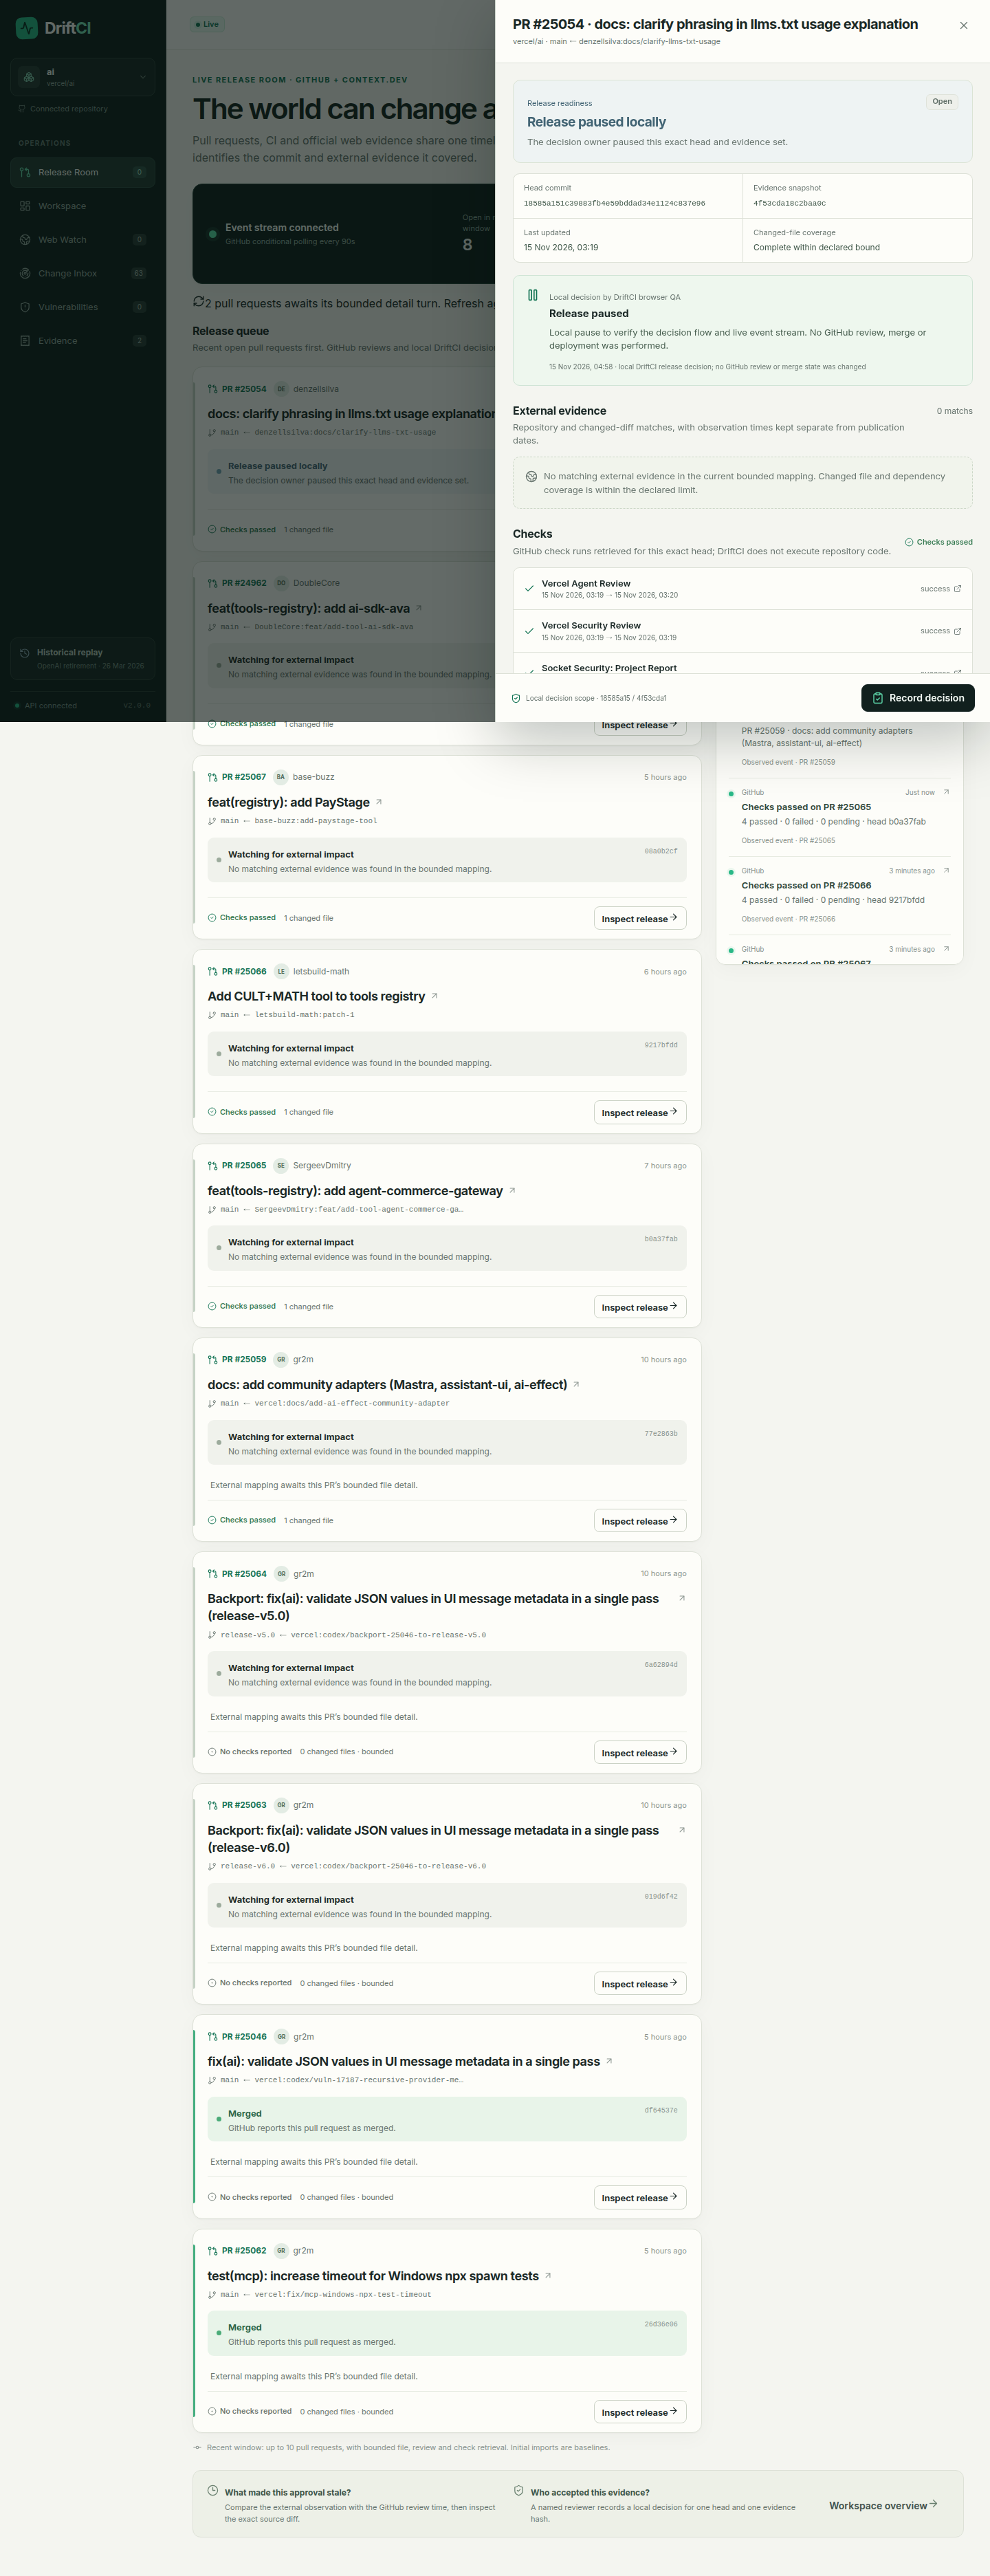 DriftCI
ai
vercel/ai
Connected repository
OPERATIONS
Release Room 0
Workspace
Web Watch 0
Change Inbox 63
Vulnerabilities 0
Evidence 2
Historical replay
OpenAI retirement · 26 Mar 2026
API connected v2.0.0
Live
LIVE RELEASE ROOM · GITHUB + CONTEXT.DEV
The world can change a
Pull requests, CI and official web evidence share one time
identifies the commit and external evidence it covered.
Event stream connected
GitHub conditional polling every 90s
Open in
window
8
2 pull requests awaits its bounded detail turn. Refresh ag
Release queue
Recent open pull requests first. GitHub reviews and local DriftCI decisio
PR #25054 DE denzellsilva
docs: clarify phrasing in llms.txt usage explanation
main ← denzellsilva:docs/clarify-llms-txt-usage
Release paused locally
The decision owner paused this exact head and evidence set.
Checks passed 1 changed file
PR #24962 DO DoubleCore
feat(tools-registry): add ai-sdk-ava
main ← DoubleCore:feat/add-tool-ai-sdk-ava
Watching for external impact
No matching external evidence was found in the bounded mapping.
Checks passed 1 changed file Inspect release
PR #25054 · docs: clarify phrasing in llms.txt usage explanation
vercel/ai · main ← denzellsilva:docs/clarify-llms-txt-usage
Release readiness
Open
Release paused locally
The decision owner paused this exact head and evidence set.
Head commit
18585a151c39883fb4e59bddad34e1124c837e96
Evidence snapshot
4f53cda18c2baa0c
Last updated
15 Nov 2026, 03:19
Changed-file coverage
Complete within declared bound
Local decision by DriftCI browser QA
Release paused
Local pause to verify the decision flow and live event stream. No GitHub review, merge or
deployment was performed.
15 Nov 2026, 04:58 · local DriftCI release decision; no GitHub review or merge state was changed
External evidence
0 matchs
Repository and changed-diff matches, with observation times kept separate from publication
dates.
No matching external evidence in the current bounded mapping. Changed file and dependency
coverage is within the declared limit.
Checks
Checks passed
GitHub check runs retrieved for this exact head; DriftCI does not execute repository code.
Vercel Agent Review
15 Nov 2026, 03:19 → 15 Nov 2026, 03:20
success
Vercel Security Review
15 Nov 2026, 03:19 → 15 Nov 2026, 03:19
success
Socket Security: Project Report
success
Local decision scope · 18585a15 / 4f53cda1
Record decision
PR #25067 BA base-buzz 5 hours ago
feat(registry): add PayStage
main ← base-buzz:add-paystage-tool
Watching for external impact 08a0b2cf
No matching external evidence was found in the bounded mapping.
Checks passed 1 changed file Inspect release
PR #25066 LE letsbuild-math 6 hours ago
Add CULT+MATH tool to tools registry
main ← letsbuild-math:patch-1
Watching for external impact 9217bfdd
No matching external evidence was found in the bounded mapping.
Checks passed 1 changed file Inspect release
PR #25065 SE SergeevDmitry 7 hours ago
feat(tools-registry): add agent-commerce-gateway
main ← SergeevDmitry:feat/add-tool-agent-commerce-ga…
Watching for external impact b0a37fab
No matching external evidence was found in the bounded mapping.
Checks passed 1 changed file Inspect release
PR #25059 GR gr2m 10 hours ago
docs: add community adapters (Mastra, assistant-ui, ai-effect)
main ← vercel:docs/add-ai-effect-community-adapter
Watching for external impact 77e2863b
No matching external evidence was found in the bounded mapping.
External mapping awaits this PR's bounded file detail.
Checks passed 1 changed file Inspect release
PR #25064 GR gr2m 10 hours ago
Backport: fix(ai): validate JSON values in UI message metadata in a single pass
(release-v5.0)
release-v5.0 ← vercel:codex/backport-25046-to-release-v5.0
Watching for external impact 6a62894d
No matching external evidence was found in the bounded mapping.
External mapping awaits this PR's bounded file detail.
No checks reported 0 changed files · bounded Inspect release
PR #25063 GR gr2m 10 hours ago
Backport: fix(ai): validate JSON values in UI message metadata in a single pass
(release-v6.0)
release-v6.0 ← vercel:codex/backport-25046-to-release-v6.0
Watching for external impact 019d6f42
No matching external evidence was found in the bounded mapping.
External mapping awaits this PR's bounded file detail.
No checks reported 0 changed files · bounded Inspect release
PR #25046 GR gr2m 5 hours ago
fix(ai): validate JSON values in UI message metadata in a single pass
main ← vercel:codex/vuln-17187-recursive-provider-me…
Merged df64537e
GitHub reports this pull request as merged.
External mapping awaits this PR's bounded file detail.
No checks reported 0 changed files · bounded Inspect release
PR #25062 GR gr2m 5 hours ago
test(mcp): increase timeout for Windows npx spawn tests
main ← vercel:fix/mcp-windows-npx-test-timeout
Merged 26d36e06
GitHub reports this pull request as merged.
External mapping awaits this PR's bounded file detail.
No checks reported 0 changed files · bounded Inspect release
Recent window: up to 10 pull requests, with bounded file, review and check retrieval. Initial imports are baselines.
PR #25059 · docs: add community adapters
(Mastra, assistant-ui, ai-effect)
Observed event · PR #25059
GitHub Just now
Checks passed on PR #25065
4 passed · 0 failed · 0 pending · head b0a37fab
Observed event · PR #25065
GitHub 3 minutes ago
Checks passed on PR #25066
4 passed · 0 failed · 0 pending · head 9217bfdd
Observed event · PR #25066
GitHub 3 minutes ago
Checks passed on PR #25067
What made this approval stale?
Compare the external observation with the GitHub review time, then inspect
the exact source diff.
Who accepted this evidence?
A named reviewer records a local decision for one head and one evidence
hash.
Workspace overview